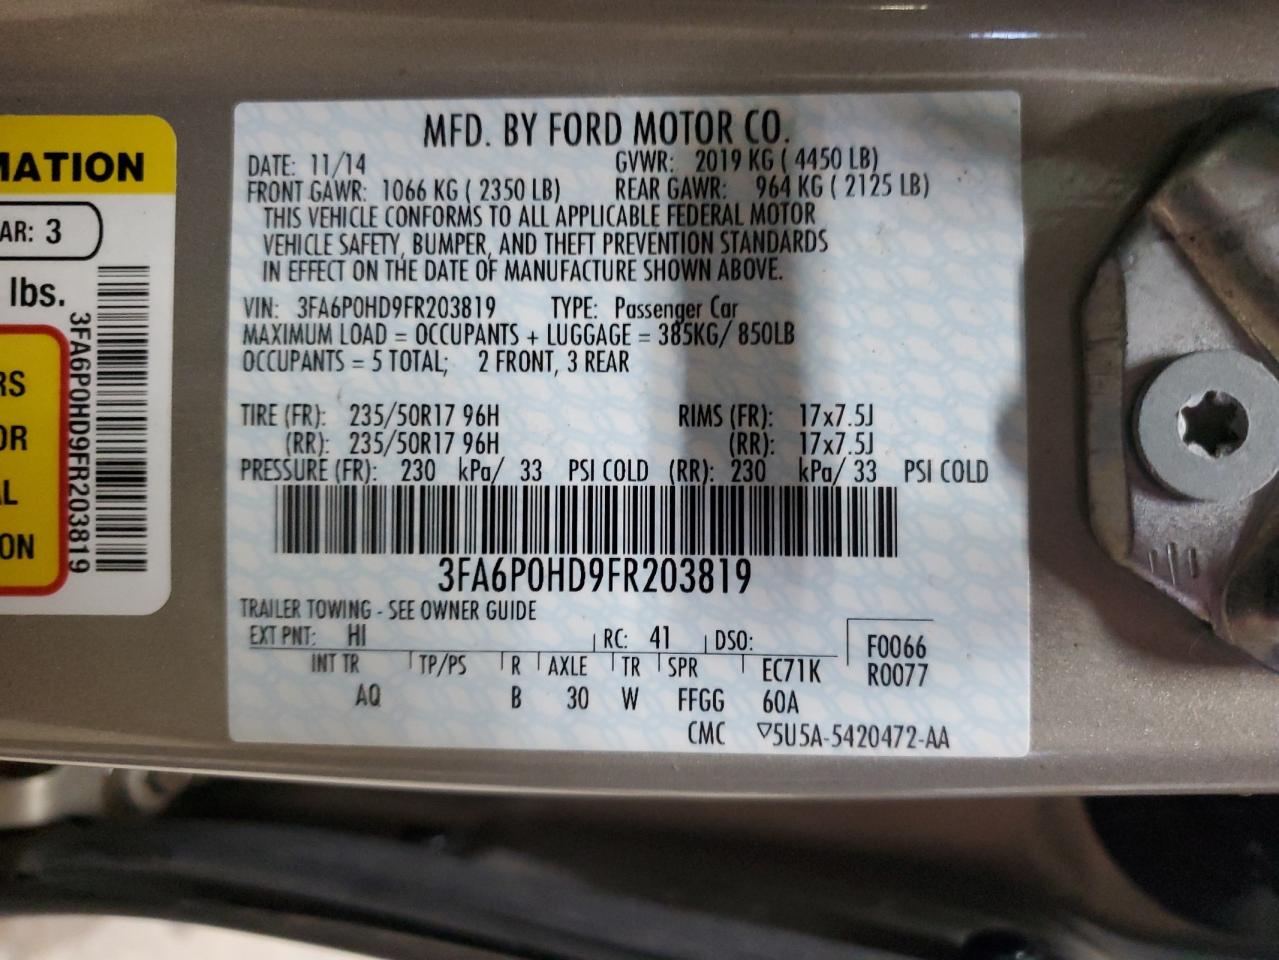 MATION
AR: 3
lbs.
3FA6P0HD9FR203819
RS
OR
AL
ON
MFD. BY FORD MOTOR CO.
DATE: 11/14 GVWR: 2019 KG ( 4450 LB)
FRONT GAWR: 1066 KG ( 2350 LB) REAR GAWR: 964 KG ( 2125 LB)
THIS VEHICLE CONFORMS TO ALL APPLICABLE FEDERAL MOTOR
VEHICLE SAFETY, BUMPER, AND THEFT PREVENTION STANDARDS
IN EFFECT ON THE DATE OF MANUFACTURE SHOWN ABOVE.
VIN: 3FA6P0HD9FR203819 TYPE: Passenger Car
MAXIMUM LOAD = OCCUPANTS + LUGGAGE = 385KG/ 850LB
OCCUPANTS = 5 TOTAL; 2 FRONT, 3 REAR
TIRE (FR): 235/50R17 96H RIMS (FR): 17x7.5J
(RR): 235/50R17 96H (RR): 17x7.5J
PRESSURE (FR): 230 kPa/ 33 PSI COLD (RR): 230 kPa/ 33 PSI COLD
3FA6P0HD9FR203819
TRAILER TOWING - SEE OWNER GUIDE
EXT PNT: HI RC: 41 DSO: F0066
R0077
INT TR TP/PS R AXLE TR SPR EC71K
AQ B 30 W FFGG 60A
CMC ▽5U5A-5420472-AA